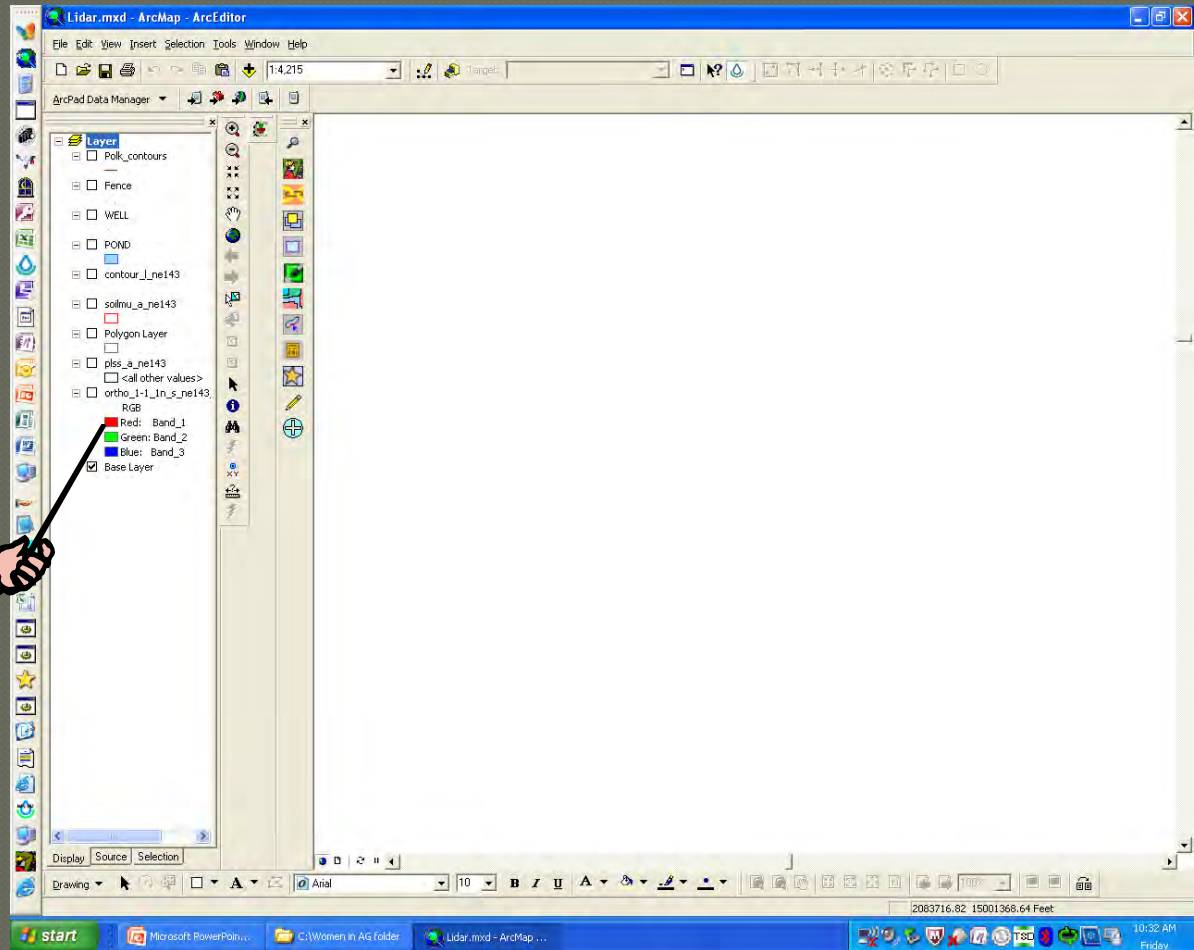 Lidar.mxd - ArcMap - ArcEditor
File Edit View Insert Selection Tools Window Help
1:4,215
Target:
ArcPad Data Manager
Layer
Polk_contours
Fence
WELL
POND
contour_l_ne143
soilmu_a_ne143
Polygon Layer
plss_a_ne143
<all other values>
ortho_1-1_1n_s_ne143
RGB
Red: Band_1
Green: Band_2
Blue: Band_3
Base Layer
Display Source Selection
Drawing A Arial 10 B I U A 100%
2083716.82 15001368.64 Feet
start Microsoft PowerPoin... C:\Women in AG folder Lidar.mxd - ArcMap ... TSD 10:32 AM
Friday